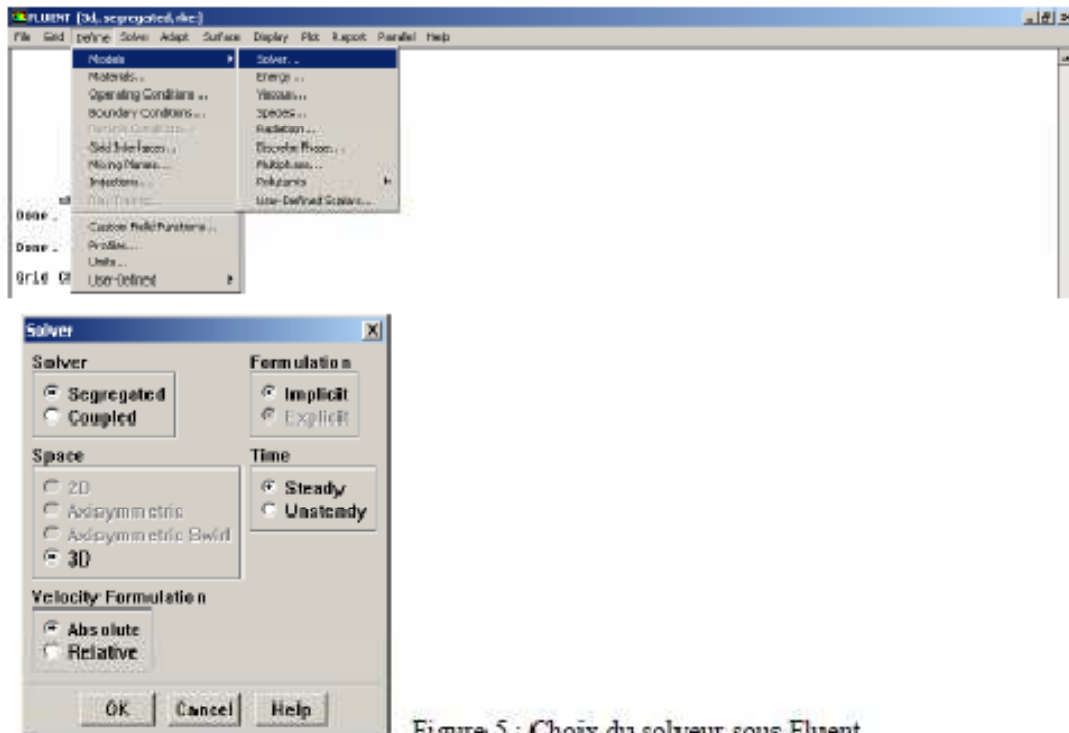 FLUENT [3d, segregated, rke]
File Grid Define Solve Adapt Surface Display Plot Report Parallel Help
Models
Materials...
Operating Conditions ...
Boundary Conditions...
Grid Interfaces...
Mixing Planes...
Injections...
Custom Field Functions...
Profiles...
Units...
User-Defined
Solver...
Energy ...
Viscous...
Species...
Radiation...
Discrete Phase...
Multiphase...
Pollutants
User-Defined Scalars...
Done.
Done.
Grid
Solver
Solver
Segregated
Coupled
Formulation
Implicit
Explicit
Space
2D
Axisymmetric
Axisymmetric Swirl
3D
Time
Steady
Unsteady
Velocity Formulation
Absolute
Relative
OK Cancel Help
Figure 5 : Choix du solveur sous Fluent